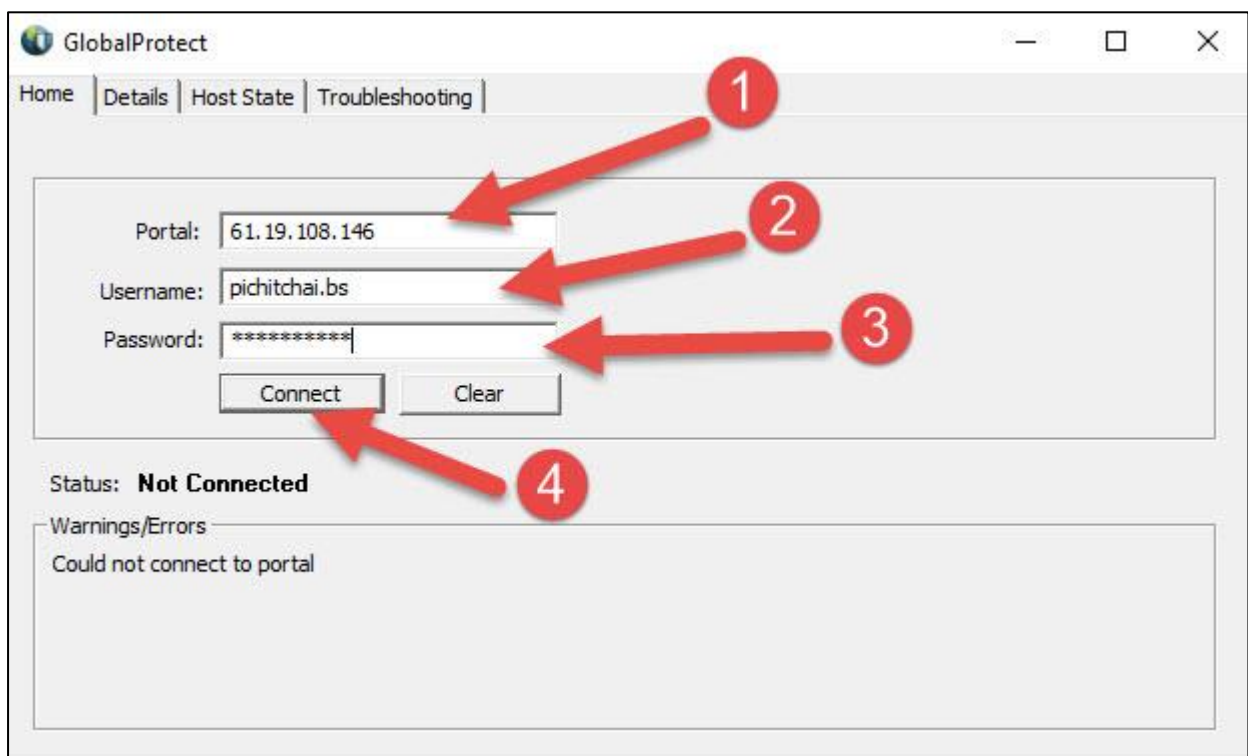 GlobalProtect
Home Details Host State Troubleshooting
1
Portal: 61.19.108.146
2
Username: pichitchai.bs
Password: **********
3
Connect Clear
Status: Not Connected
4
Warnings/Errors
Could not connect to portal